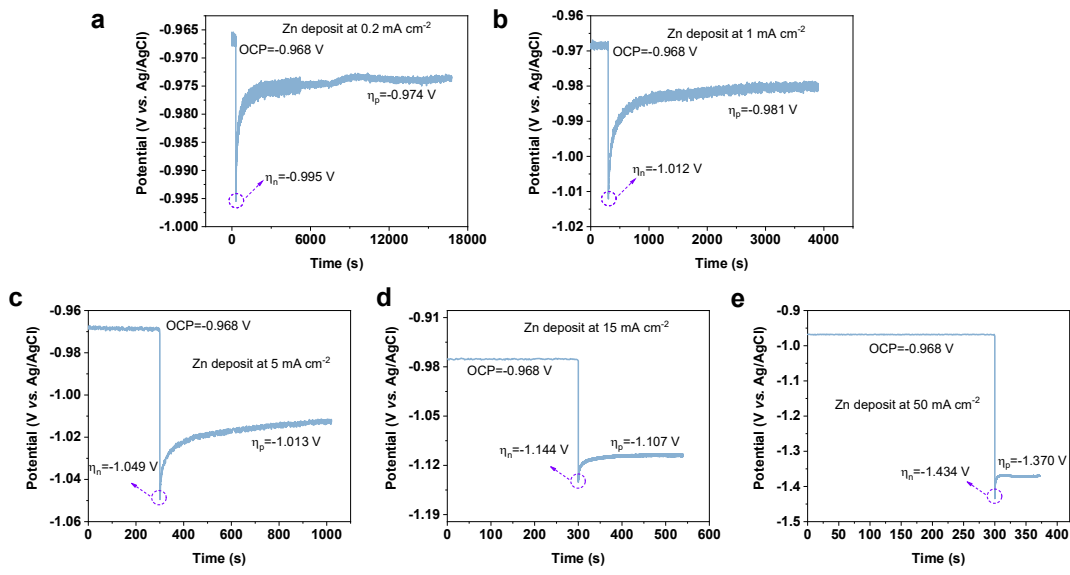 a
Zn deposit at 0.2 mA cm⁻²
OCP=-0.968 V
ηp=-0.974 V
ηn=-0.995 V
-0.965
-0.970
-0.975
-0.980
-0.985
-0.990
-0.995
-1.000
Potential (V vs. Ag/AgCl)
0
6000
12000
18000
Time (s)
b
Zn deposit at 1 mA cm⁻²
OCP=-0.968 V
ηp=-0.981 V
ηn=-1.012 V
-0.96
-0.97
-0.98
-0.99
-1.00
-1.01
-1.02
Potential (V vs. Ag/AgCl)
0
1000
2000
3000
4000
Time (s)
c
OCP=-0.968 V
Zn deposit at 5 mA cm⁻²
ηp=-1.013 V
ηn=-1.049 V
-0.96
-0.98
-1.00
-1.02
-1.04
-1.06
Potential (V vs. Ag/AgCl)
0
200
400
600
800
1000
Time (s)
d
Zn deposit at 15 mA cm⁻²
OCP=-0.968 V
ηp=-1.107 V
ηn=-1.144 V
-0.91
-0.98
-1.05
-1.12
-1.19
Potential (V vs. Ag/AgCl)
0
100
200
300
400
500
600
Time (s)
e
OCP=-0.968 V
Zn deposit at 50 mA cm⁻²
ηp=-1.370 V
ηn=-1.434 V
-0.9
-1.0
-1.1
-1.2
-1.3
-1.4
-1.5
Potential (V vs. Ag/AgCl)
0
50
100
150
200
250
300
350
400
Time (s)